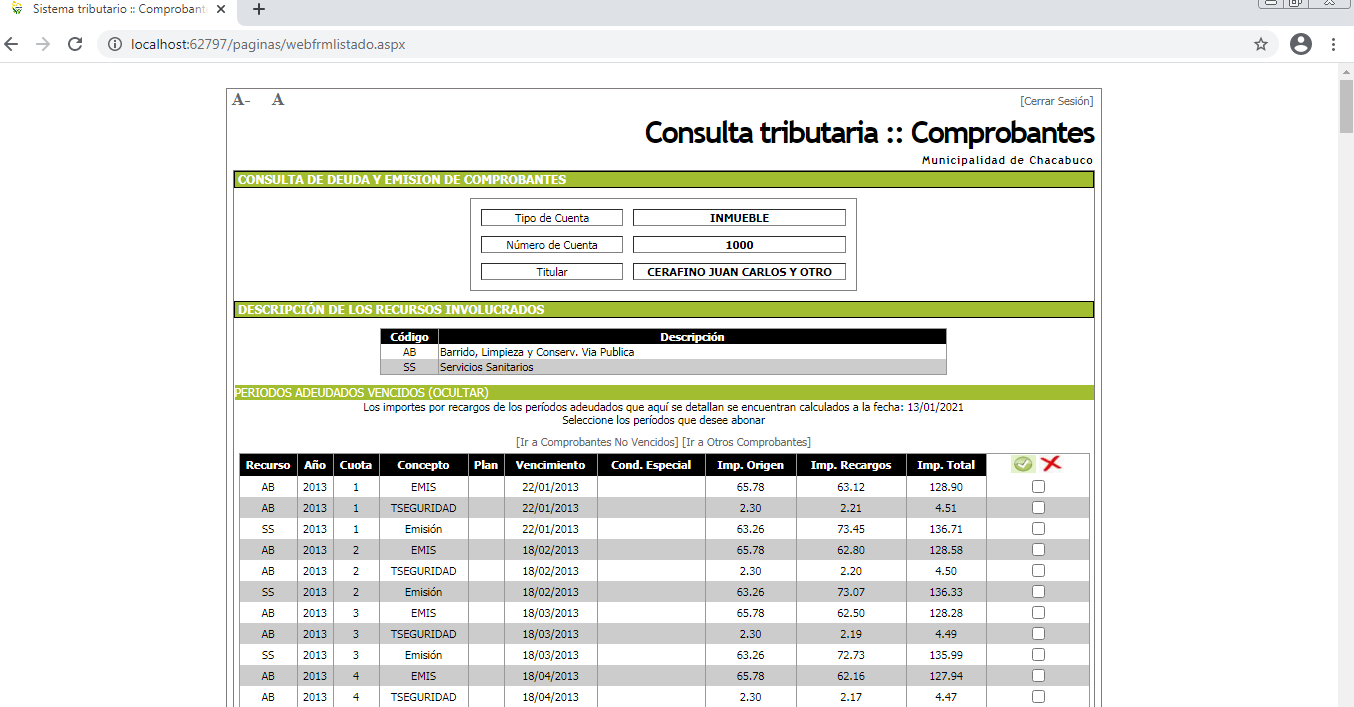 Sistema tributario :: Comprobant
localhost:62797/paginas/webfrmlistado.aspx
A- A [Cerrar Sesión]
Consulta tributaria :: Comprobantes
Municipalidad de Chacabuco
CONSULTA DE DEUDA Y EMISION DE COMPROBANTES
Tipo de Cuenta INMUEBLE
Número de Cuenta 1000
Titular CERAFINO JUAN CARLOS Y OTRO
DESCRIPCIÓN DE LOS RECURSOS INVOLUCRADOS
Código Descripción
AB Barrido, Limpieza y Conserv. Via Publica
SS Servicios Sanitarios
PERIODOS ADEUDADOS VENCIDOS (OCULTAR)
Los importes por recargos de los períodos adeudados que aquí se detallan se encuentran calculados a la fecha: 13/01/2021
Seleccione los períodos que desee abonar
[Ir a Comprobantes No Vencidos] [Ir a Otros Comprobantes]
Recurso Año Cuota Concepto Plan Vencimiento Cond. Especial Imp. Origen Imp. Recargos Imp. Total
AB 2013 1 EMIS 22/01/2013 65.78 63.12 128.90
AB 2013 1 TSEGURIDAD 22/01/2013 2.30 2.21 4.51
SS 2013 1 Emisión 22/01/2013 63.26 73.45 136.71
AB 2013 2 EMIS 18/02/2013 65.78 62.80 128.58
AB 2013 2 TSEGURIDAD 18/02/2013 2.30 2.20 4.50
SS 2013 2 Emisión 18/02/2013 63.26 73.07 136.33
AB 2013 3 EMIS 18/03/2013 65.78 62.50 128.28
AB 2013 3 TSEGURIDAD 18/03/2013 2.30 2.19 4.49
SS 2013 3 Emisión 18/03/2013 63.26 72.73 135.99
AB 2013 4 EMIS 18/04/2013 65.78 62.16 127.94
AB 2013 4 TSEGURIDAD 18/04/2013 2.30 2.17 4.47